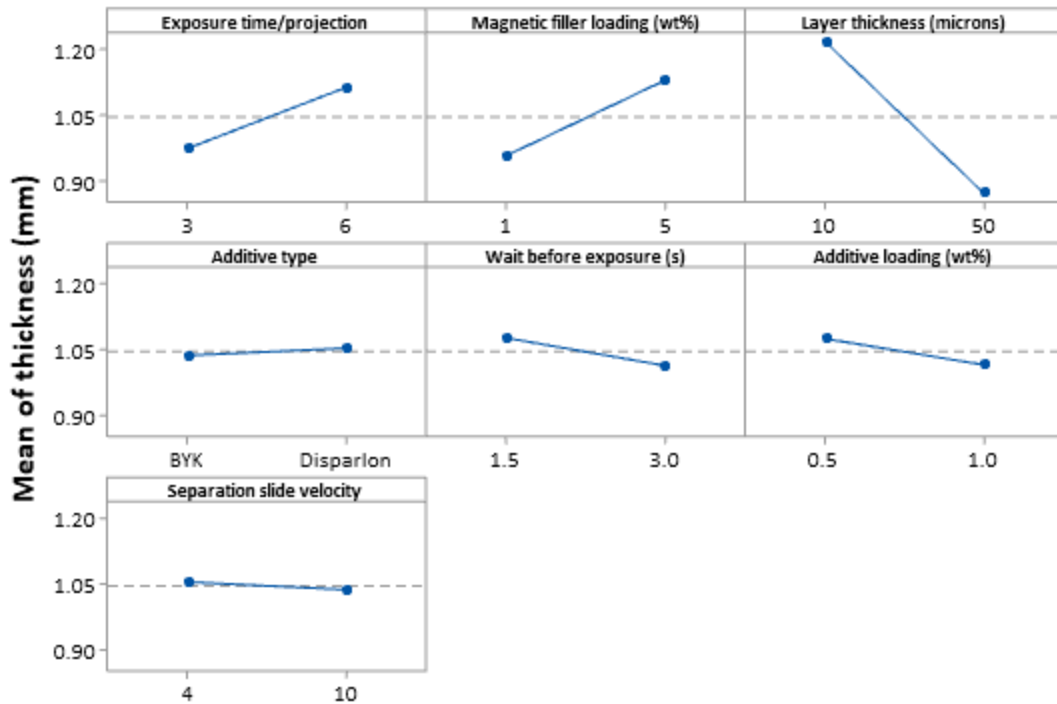 Exposure time/projection Magnetic filler loading (wt%) Layer thickness (microns)
1.20
1.05
0.90
3 6 1 5 10 50
Additive type Wait before exposure (s) Additive loading (wt%)
1.20
1.05
0.90
BYK Disparlon 1.5 3.0 0.5 1.0
Separation slide velocity
1.20
1.05
0.90
4 10
Mean of thickness (mm)